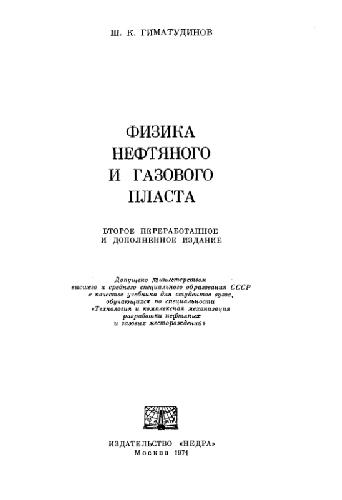 Ш. К. ГИМАТУДИНОВ
ФИЗИКА
НЕФТЯНОГО
И ГАЗОВОГО
ПЛАСТА
ВТОРОЕ ПЕРЕРАБОТАННОЕ
И ДОПОЛНЕННОЕ ИЗДАНИЕ
Допущено Министерством
высшего и среднего специального образования СССР
в качестве учебника для студентов вузов,
обучающихся по специальности
«Технология и комплексная механизация
разработки нефтяных
и газовых месторождений»
ИЗДАТЕЛЬСТВО «НЕДРА»
Москва 1971